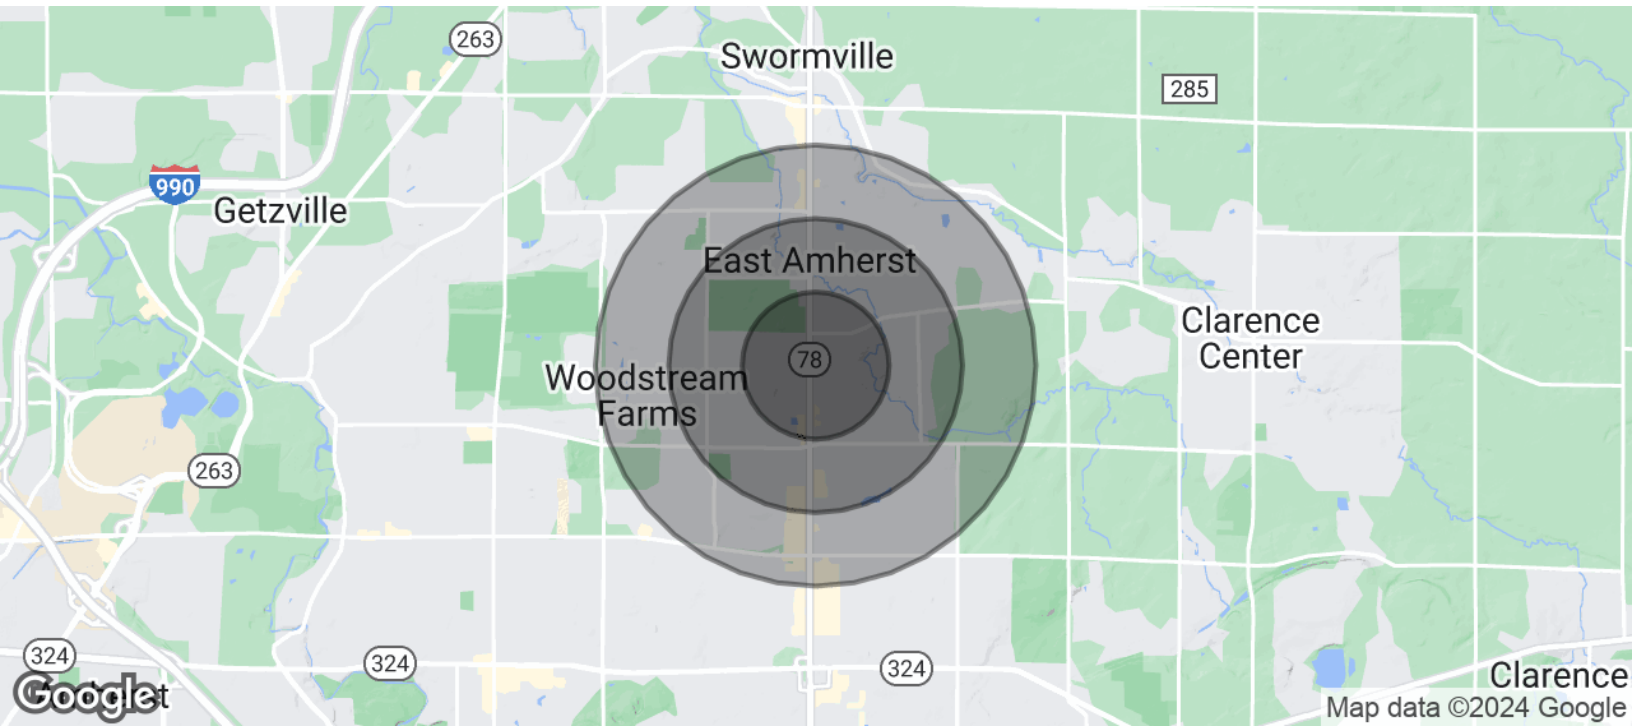 263
Swormville
285
990
Getzville
East Amherst
Clarence
Center
78
Woodstream
Farms
263
324
324
324
Clarence
Amherst
Google
Map data ©2024 Google